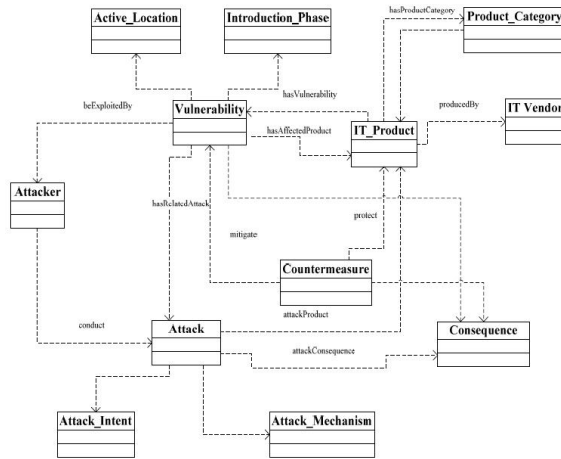 hasProductCategory
Active_Location
Introduction_Phase
Product_Category
hasVulnerability
beExploitedBy
Vulnerability
producedBy
IT Vendor
IT_Product
hasAffectedProduct
Attacker
hasRelatedAttack
protect
mitigate
Countermeasure
attackProduct
conduct
Attack
Consequence
attackConsequence
Attack_Intent
Attack_Mechanism